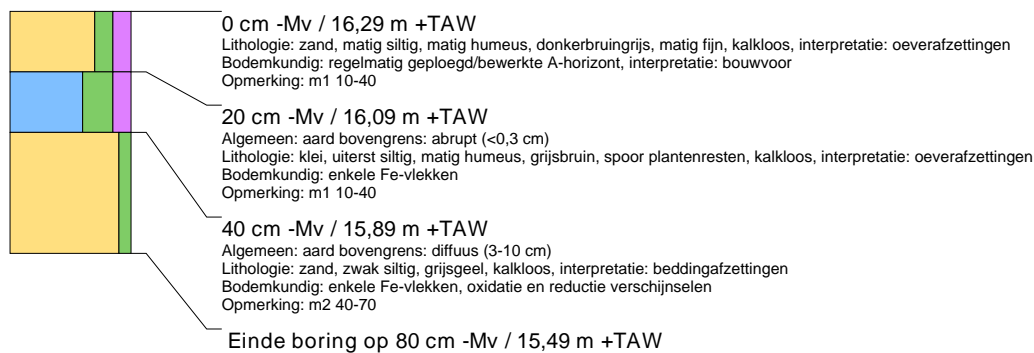 0 cm -Mv / 16,29 m +TAW
Lithologie: zand, matig siltig, matig humeus, donkerbruingrijs, matig fijn, kalkloos, interpretatie: oeverafzettingen
Bodemkundig: regelmatig geploegd/bewerkte A-horizont, interpretatie: bouwvoor
Opmerking: m1 10-40
20 cm -Mv / 16,09 m +TAW
Algemeen: aard bovengrens: abrupt (<0,3 cm)
Lithologie: klei, uiterst siltig, matig humeus, grijsbruin, spoor plantenresten, kalkloos, interpretatie: oeverafzettingen
Bodemkundig: enkele Fe-vlekken
Opmerking: m1 10-40
40 cm -Mv / 15,89 m +TAW
Algemeen: aard bovengrens: diffuus (3-10 cm)
Lithologie: zand, zwak siltig, grijsgeel, kalkloos, interpretatie: beddingafzettingen
Bodemkundig: enkele Fe-vlekken, oxidatie en reductie verschijnselen
Opmerking: m2 40-70
Einde boring op 80 cm -Mv / 15,49 m +TAW